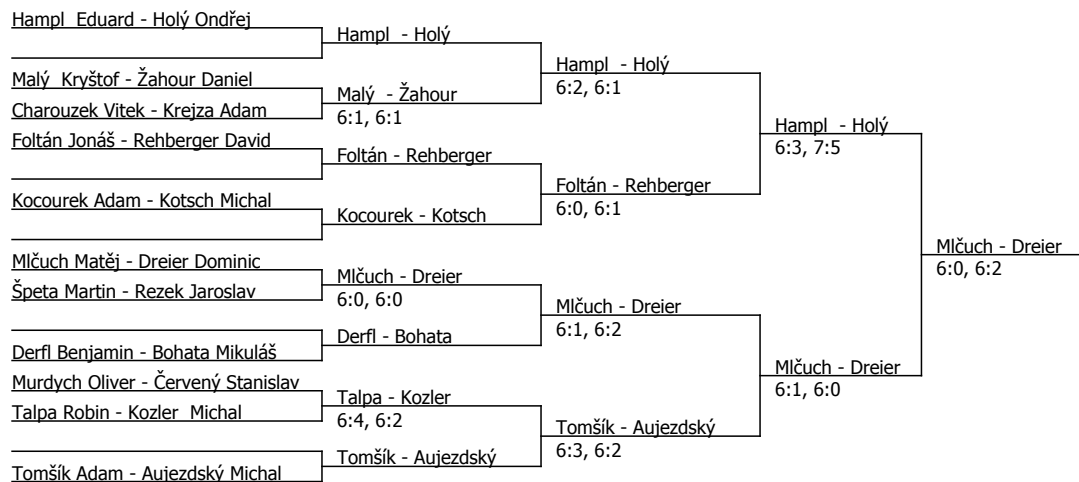 Hampl  Eduard - Holý Ondřej
Malý  Kryštof - Žahour Daniel
Charouzek Vitek - Krejza Adam
Foltán Jonáš - Rehberger David
Kocourek Adam - Kotsch Michal
Mlčuch Matěj - Dreier Dominic
Špeta Martin - Rezek Jaroslav
Derfl Benjamin - Bohata Mikuláš
Murdych Oliver - Červený Stanislav
Talpa Robin - Kozler  Michal
Tomšík Adam - Aujezdský Michal
Hampl  - Holý
Malý  - Žahour
6:1, 6:1
Foltán - Rehberger
Kocourek - Kotsch
Mlčuch - Dreier
6:0, 6:0
Derfl - Bohata
Talpa - Kozler
6:4, 6:2
Tomšík - Aujezdský
Hampl  - Holý
6:2, 6:1
Foltán - Rehberger
6:0, 6:1
Mlčuch - Dreier
6:1, 6:2
Tomšík - Aujezdský
6:3, 6:2
Hampl  - Holý
6:3, 7:5
Mlčuch - Dreier
6:1, 6:0
Mlčuch - Dreier
6:0, 6:2